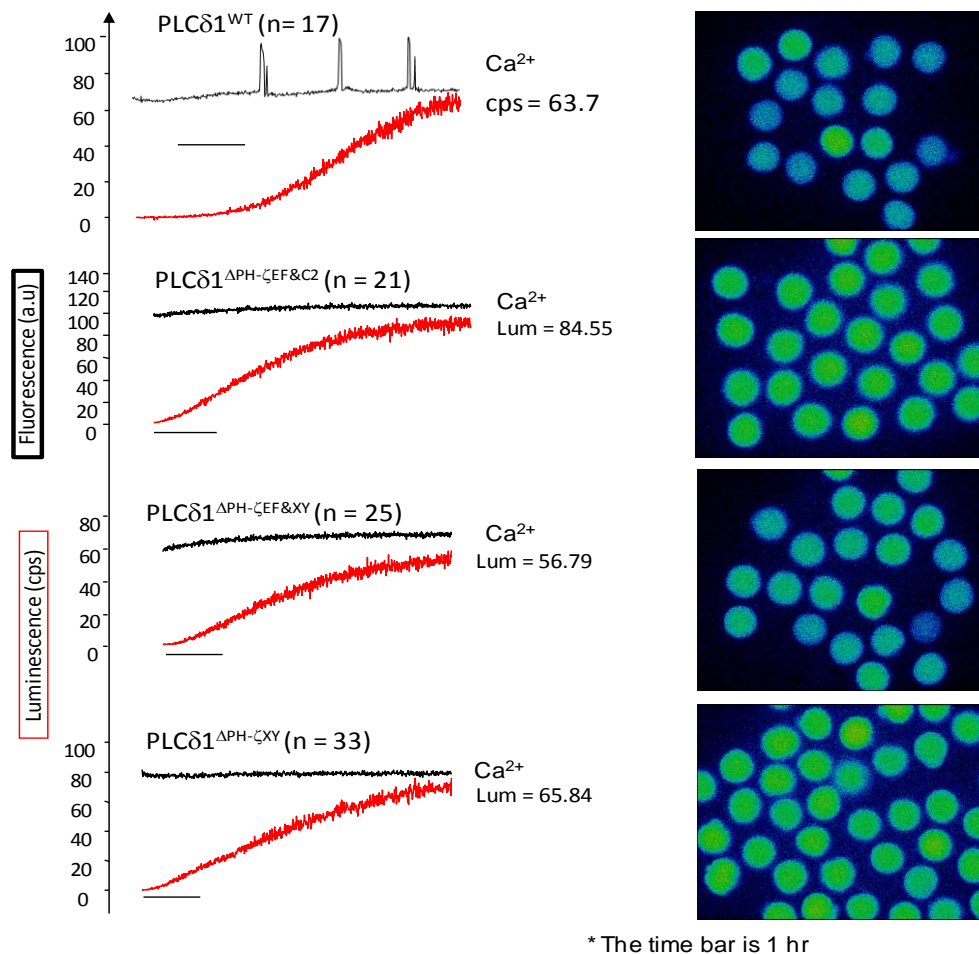 PLCδ1WT (n= 17)
100
80
60
40
20
0
Ca2+
cps = 63.7
Fluorescence (a.u)
PLCδ1ΔPH-ζEF&C2 (n = 21)
140
120
100
80
60
40
20
0
Ca2+
Lum = 84.55
Luminescence (cps)
PLCδ1ΔPH-ζEF&XY (n = 25)
80
60
40
20
0
Ca2+
Lum = 56.79
PLCδ1ΔPH-ζXY (n = 33)
100
80
60
40
20
0
Ca2+
Lum = 65.84
* The time bar is 1 hr